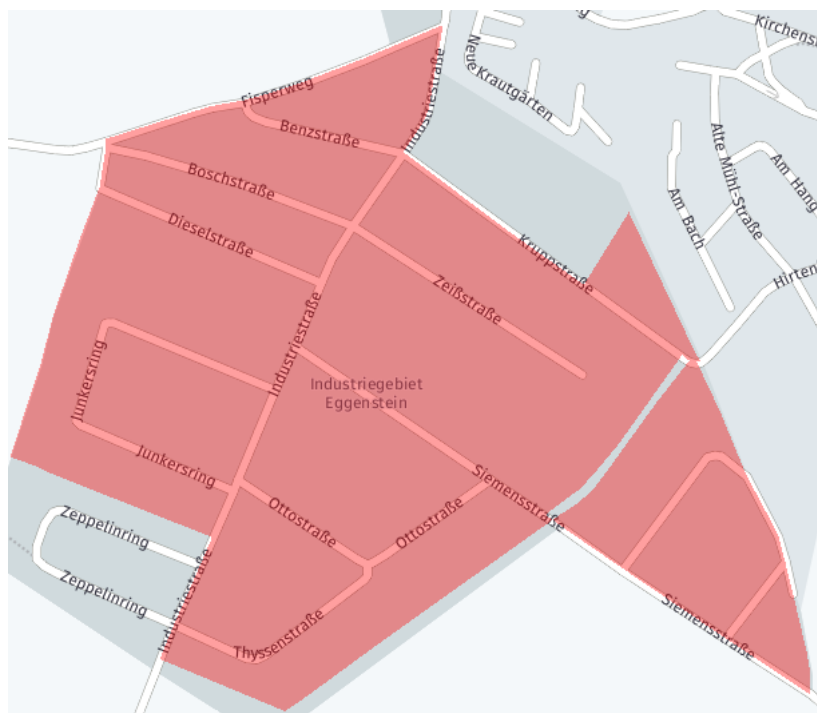 Kirchenst
Neue Krautgärten
Fisperweg
Industriestraße
Benzstraße
Alte Mühl-Straße
Am Hang
Boschstraße
Am Bach
Dieselstraße
Kruppstraße
Hirten
Zeißstraße
Industriestraße
Junkersring
Industriegebiet
Eggenstein
Junkersring
Siemensstraße
Ottostraße
Ottostraße
Zeppelinring
Zeppelinring
Industriestraße
Thyssenstraße
Siemensstraße